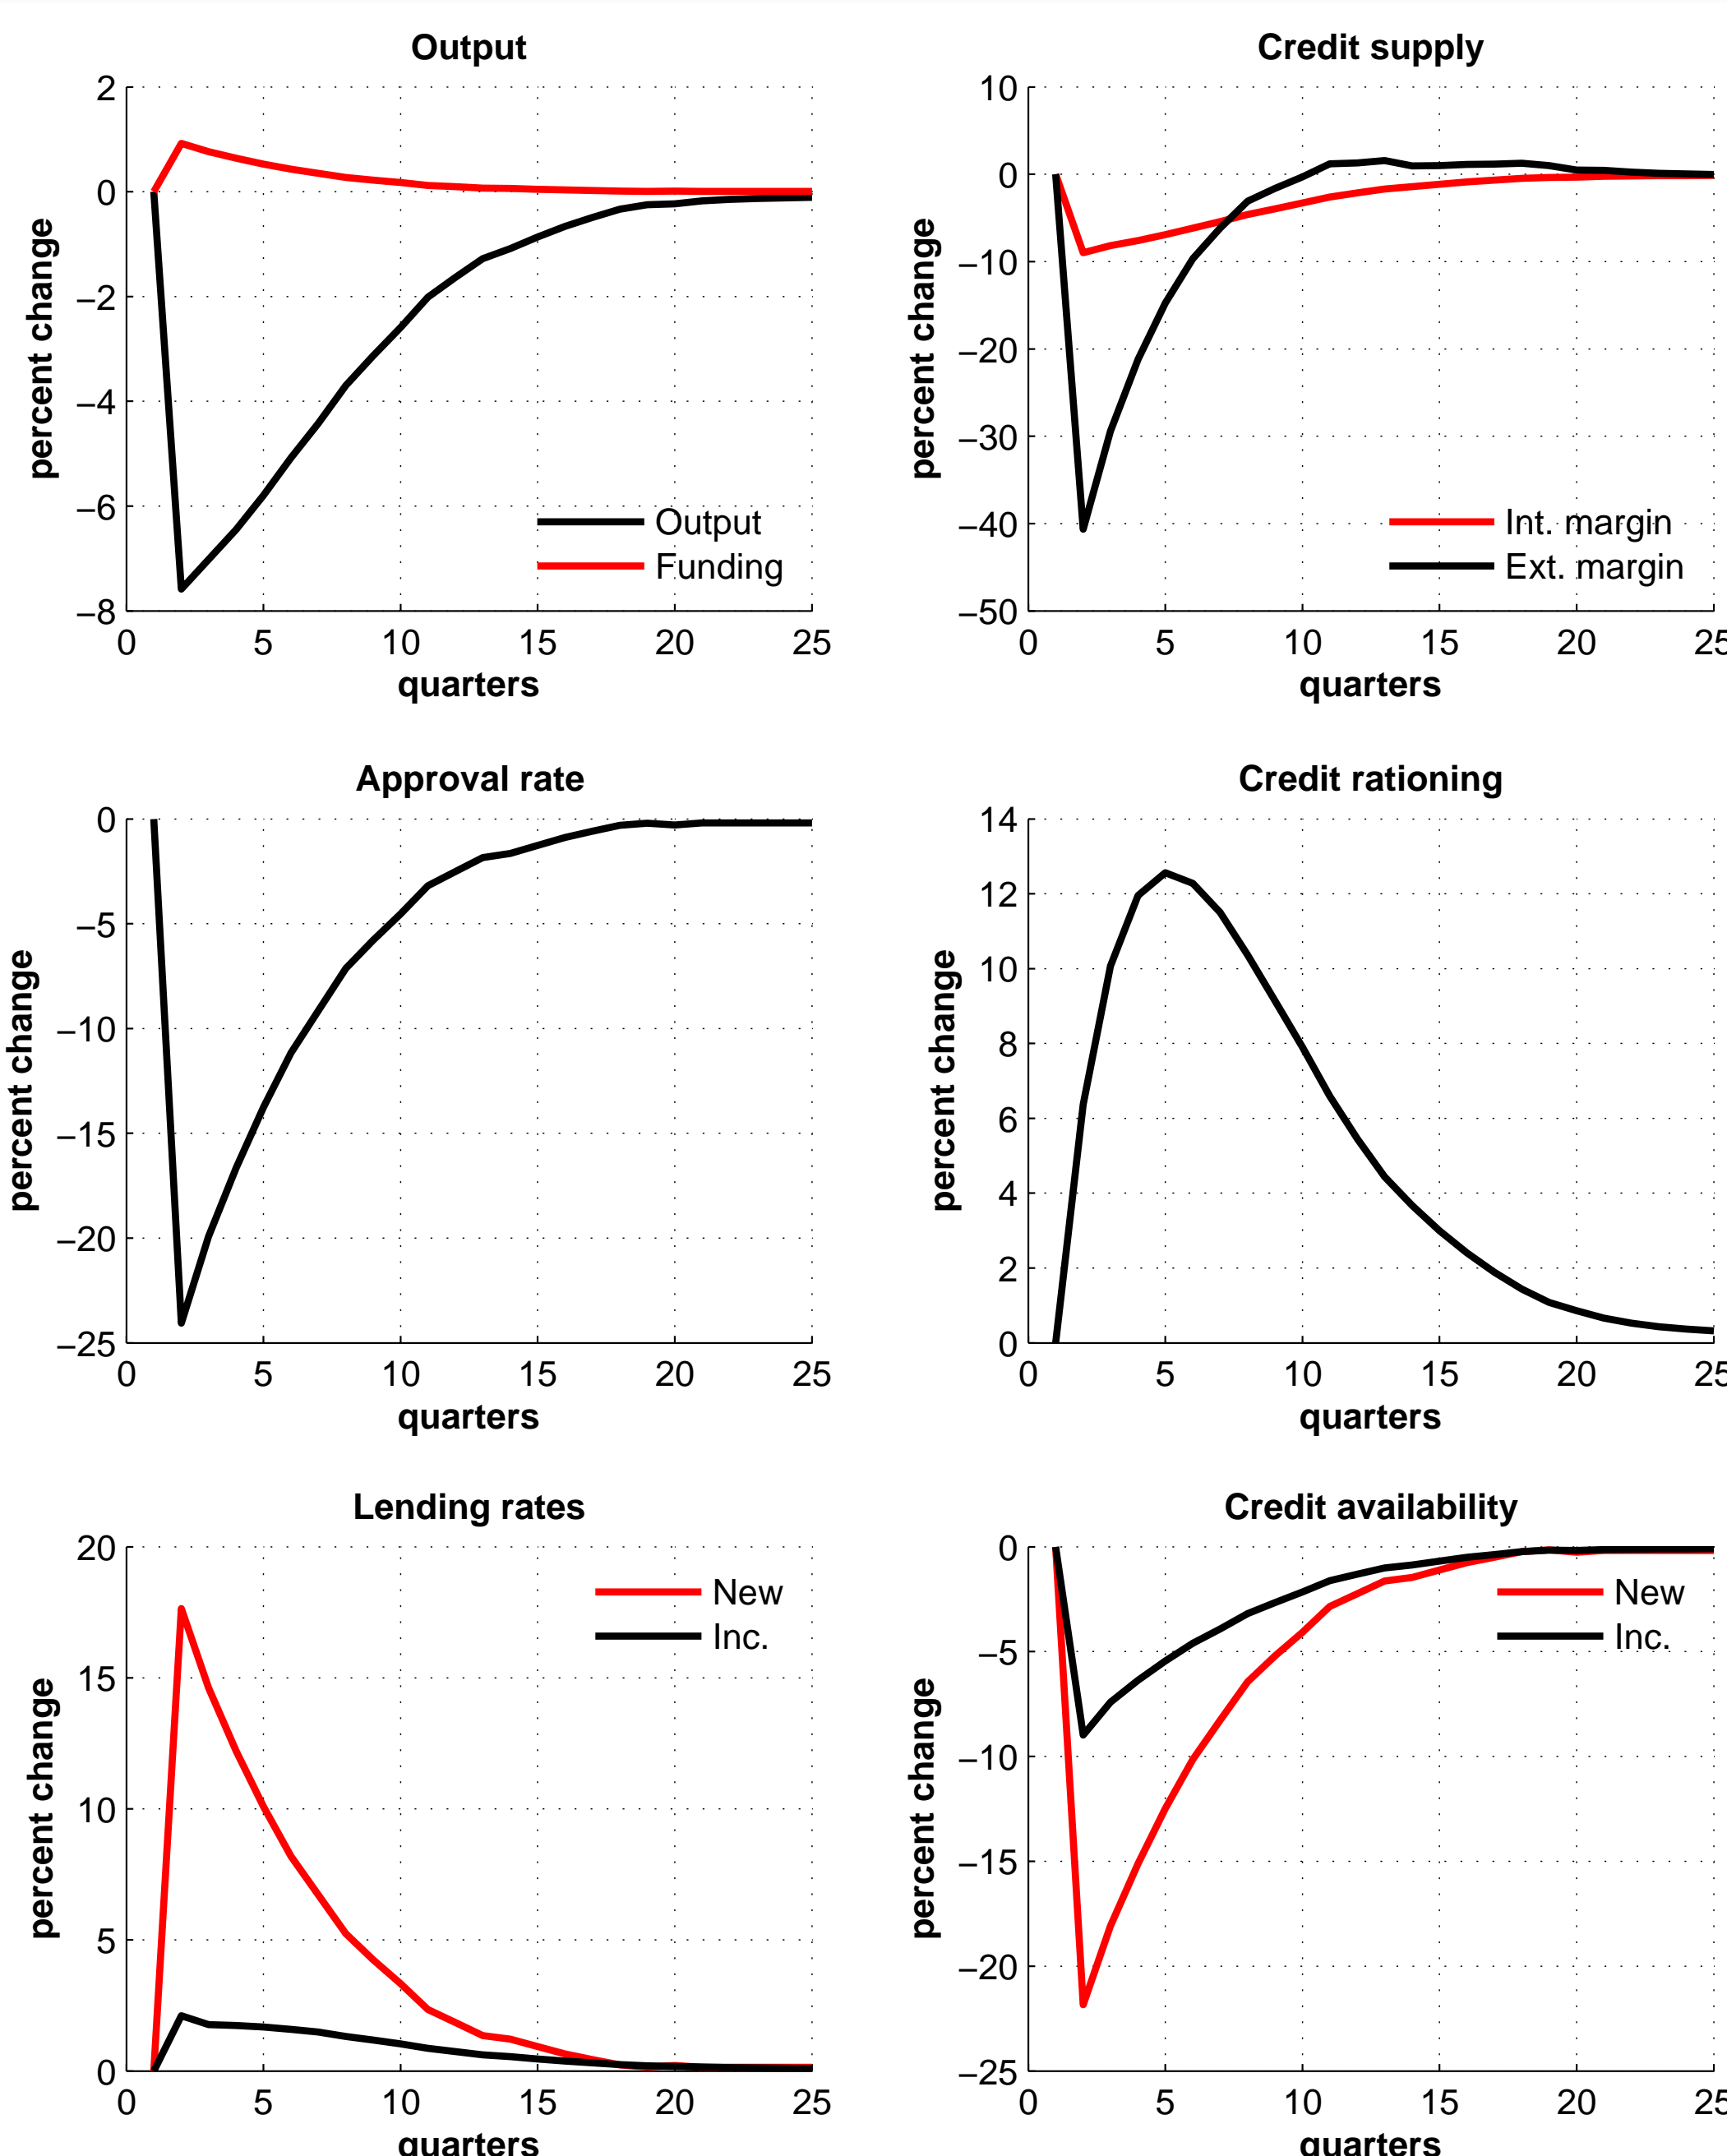 Output
2
0
−2
−4
−6
−8
percent change
Output
Funding
0 5 10 15 20 25
quarters
Credit supply
10
0
−10
−20
−30
−40
−50
percent change
Int. margin
Ext. margin
0 5 10 15 20 25
quarters
Approval rate
0
−5
−10
−15
−20
−25
percent change
0 5 10 15 20 25
quarters
Credit rationing
14
12
10
8
6
4
2
0
percent change
0 5 10 15 20 25
quarters
Lending rates
20
15
10
5
0
percent change
New
Inc.
0 5 10 15 20 25
quarters
Credit availability
0
−5
−10
−15
−20
−25
percent change
New
Inc.
0 5 10 15 20 25
quarters